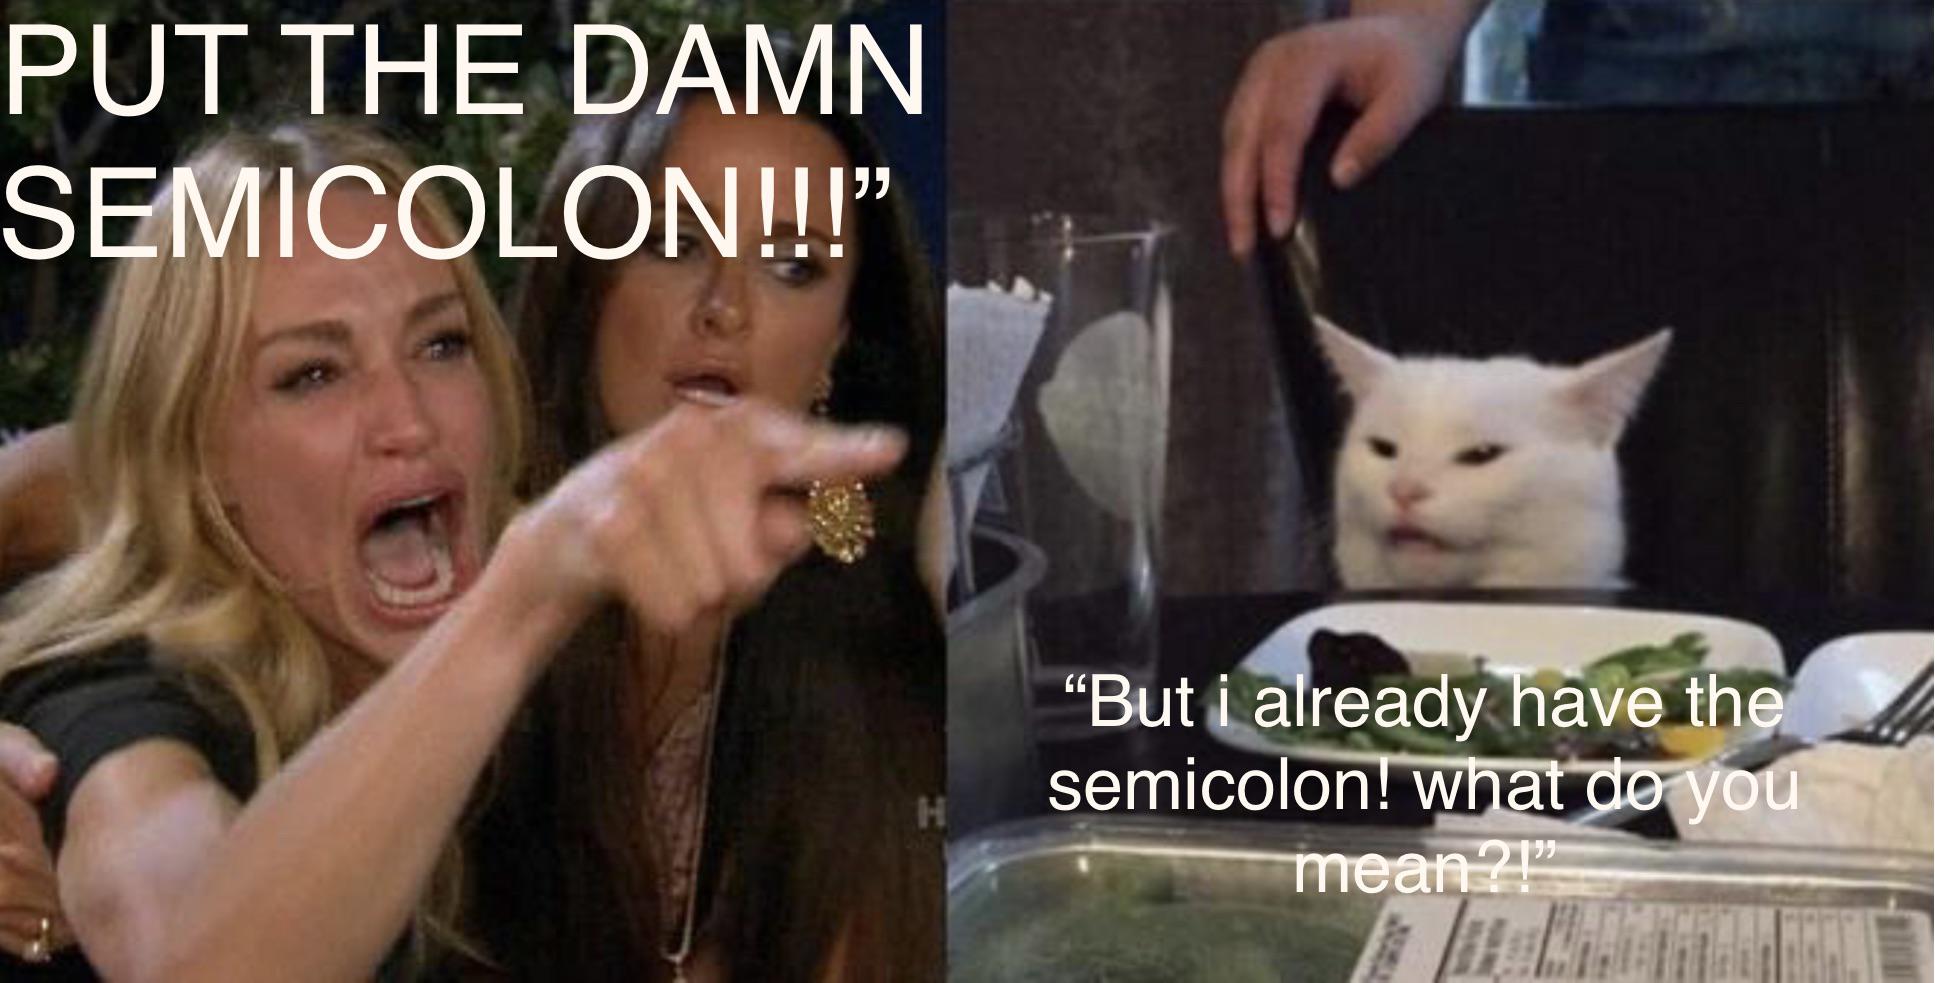 PUT THE DAMN
SEMICOLON!!!”
“But i already have the
semicolon! what do you
mean?!”
H